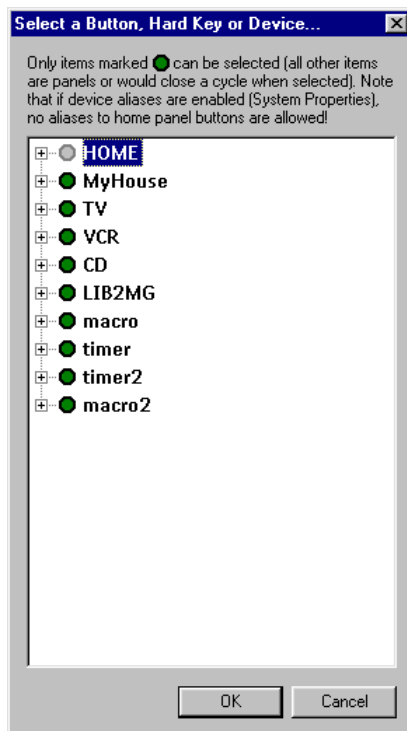 Select a Button, Hard Key or Device...
Only items marked can be selected (all other items
are panels or would close a cycle when selected). Note
that if device aliases are enabled (System Properties),
no aliases to home panel buttons are allowed!
HOME
MyHouse
TV
VCR
CD
LIB2MG
macro
timer
timer2
macro2
OK Cancel